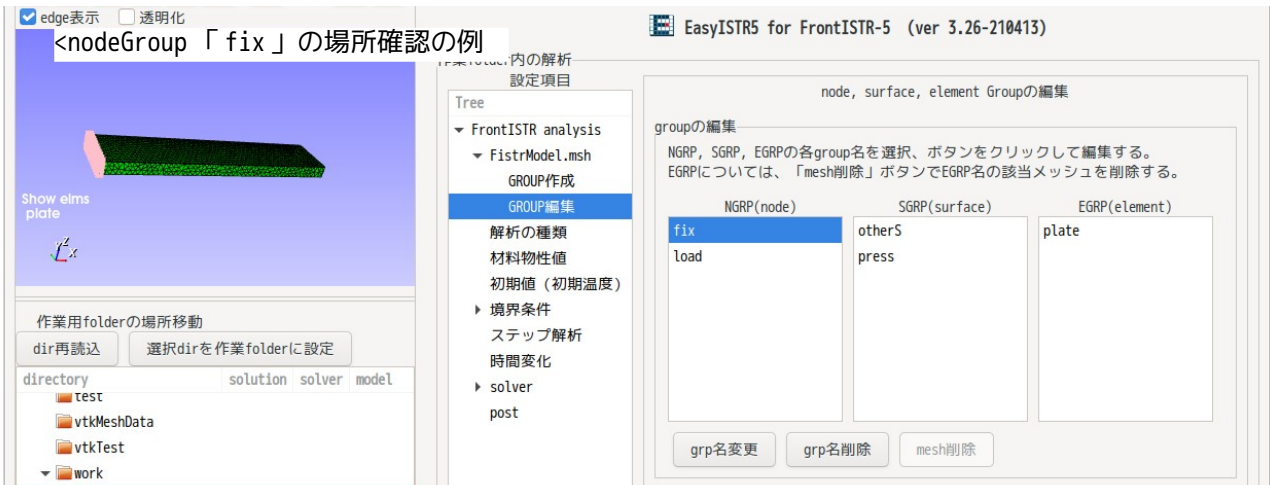 edge表示 透明化
<nodeGroup 「fix」の場所確認の例
Show elms
plate
Z
X
作業用folderの場所移動
dir再読込 選択dirを作業folderに設定
directory solution solver model
test
vtkMeshData
vtkTest
work
EasyISTR5 for FrontISTR-5 (ver 3.26-210413)
作業folder内の解析
設定項目
Tree
FrontISTR analysis
FistrModel.msh
GROUP作成
GROUP編集
解析の種類
材料物性値
初期値（初期温度）
境界条件
ステップ解析
時間変化
solver
post
node, surface, element Groupの編集
groupの編集
NGRP, SGRP, EGRPの各group名を選択、ボタンをクリックして編集する。
EGRPについては、「mesh削除」ボタンでEGRP名の該当メッシュを削除する。
NGRP(node) SGRP(surface) EGRP(element)
fix otherS plate
load press
grp名変更 grp名削除 mesh削除